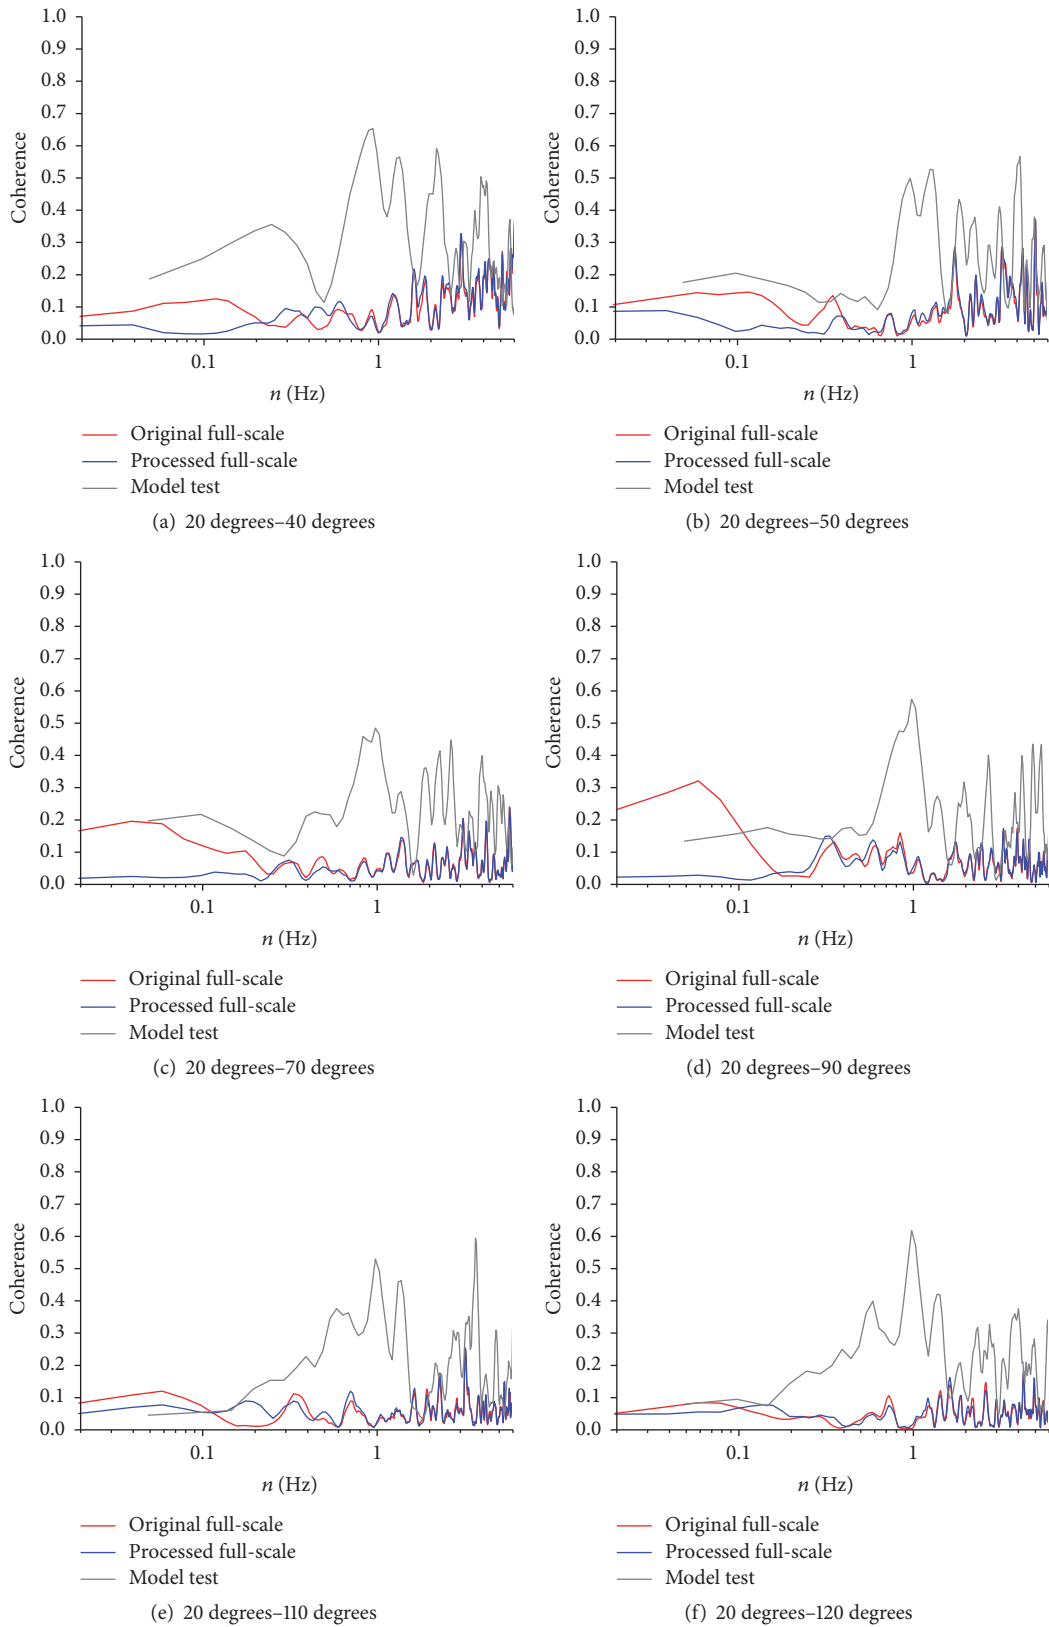 1.0
0.9
0.8
0.7
0.6
0.5
0.4
0.3
0.2
0.1
0.0
Coherence
0.1 1
n (Hz)
Original full-scale
Processed full-scale
Model test
(a) 20 degrees–40 degrees
1.0
0.9
0.8
0.7
0.6
0.5
0.4
0.3
0.2
0.1
0.0
Coherence
0.1 1
n (Hz)
Original full-scale
Processed full-scale
Model test
(b) 20 degrees–50 degrees
1.0
0.9
0.8
0.7
0.6
0.5
0.4
0.3
0.2
0.1
0.0
Coherence
0.1 1
n (Hz)
Original full-scale
Processed full-scale
Model test
(c) 20 degrees–70 degrees
1.0
0.9
0.8
0.7
0.6
0.5
0.4
0.3
0.2
0.1
0.0
Coherence
0.1 1
n (Hz)
Original full-scale
Processed full-scale
Model test
(d) 20 degrees–90 degrees
1.0
0.9
0.8
0.7
0.6
0.5
0.4
0.3
0.2
0.1
0.0
Coherence
0.1 1
n (Hz)
Original full-scale
Processed full-scale
Model test
(e) 20 degrees–110 degrees
1.0
0.9
0.8
0.7
0.6
0.5
0.4
0.3
0.2
0.1
0.0
Coherence
0.1 1
n (Hz)
Original full-scale
Processed full-scale
Model test
(f) 20 degrees–120 degrees